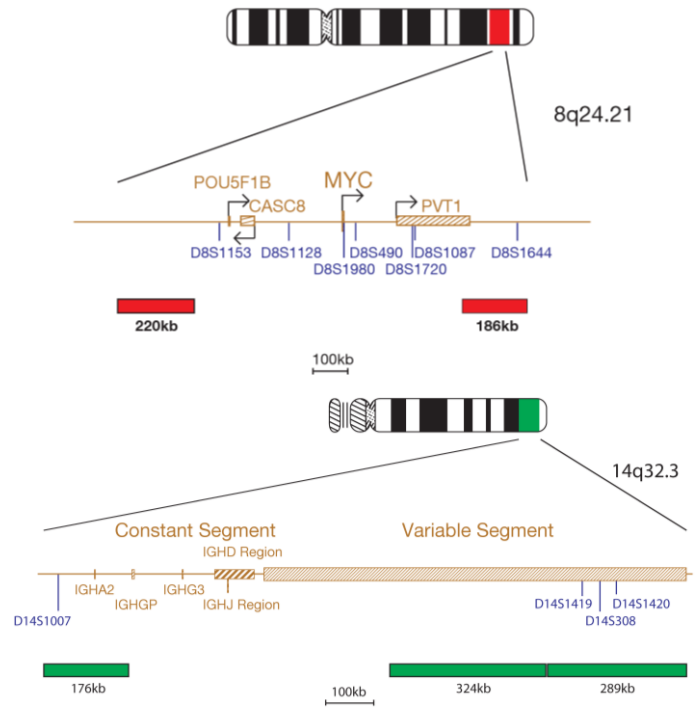 8q24.21
POU5F1B
MYC
CASC8
PVT1
D8S1153
D8S1128
D8S490
D8S1087
D8S1644
D8S1980
D8S1720
220kb
186kb
100kb
14q32.3
Constant Segment
Variable Segment
IGHD Region
IGHA2
IGHG3
IGHGP
IGHJ Region
D14S1007
D14S1419
D14S1420
D14S308
176kb
324kb
289kb
100kb